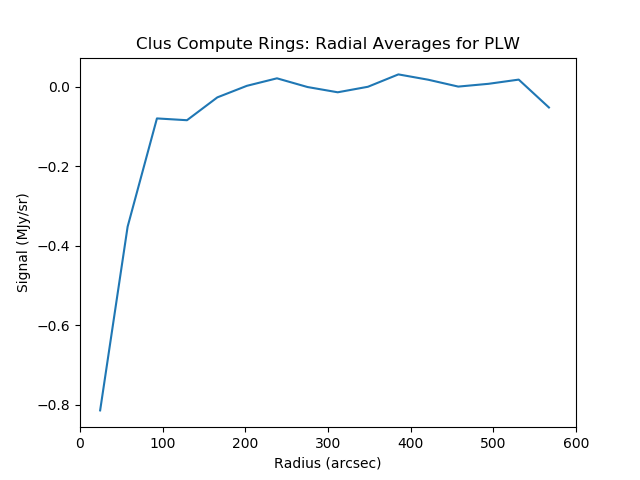 Clus Compute Rings: Radial Averages for PLW
0.0
−0.2
−0.4
−0.6
−0.8
Signal (MJy/sr)
0 100 200 300 400 500 600
Radius (arcsec)